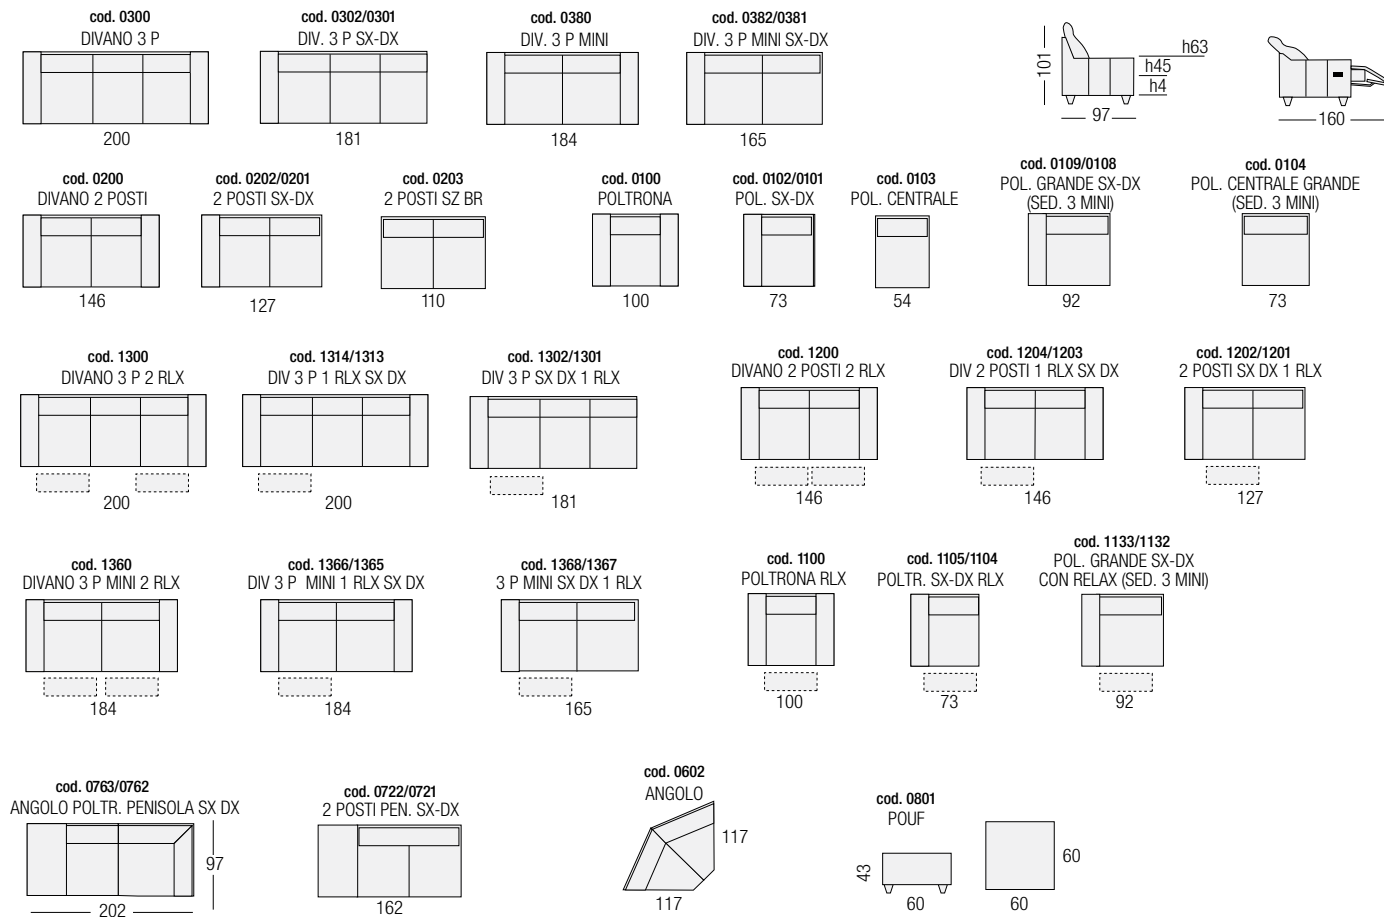 cod. 0300
DIVANO 3 P
200
cod. 0302/0301
DIV. 3 P SX-DX
181
cod. 0380
DIV. 3 P MINI
184
cod. 0382/0381
DIV. 3 P MINI SX-DX
165
101
97
h63
h45
h4
160
cod. 0200
DIVANO 2 POSTI
146
cod. 0202/0201
2 POSTI SX-DX
127
cod. 0203
2 POSTI SZ BR
110
cod. 0100
POLTRONA
100
cod. 0102/0101
POL. SX-DX
73
cod. 0103
POL. CENTRALE
54
cod. 0109/0108
POL. GRANDE SX-DX
(SED. 3 MINI)
92
cod. 0104
POL. CENTRALE GRANDE
(SED. 3 MINI)
73
cod. 1300
DIVANO 3 P 2 RLX
200
cod. 1314/1313
DIV 3 P 1 RLX SX DX
200
cod. 1302/1301
DIV 3 P SX DX 1 RLX
181
cod. 1200
DIVANO 2 POSTI 2 RLX
146
cod. 1204/1203
DIV 2 POSTI 1 RLX SX DX
146
cod. 1202/1201
2 POSTI SX DX 1 RLX
127
cod. 1360
DIVANO 3 P MINI 2 RLX
184
cod. 1366/1365
DIV 3 P MINI 1 RLX SX DX
184
cod. 1368/1367
3 P MINI SX DX 1 RLX
165
cod. 1100
POLTRONA RLX
100
cod. 1105/1104
POLTR. SX-DX RLX
73
cod. 1133/1132
POL. GRANDE SX-DX
CON RELAX (SED. 3 MINI)
92
cod. 0763/0762
ANGOLO POLTR. PENISOLA SX DX
97
202
cod. 0722/0721
2 POSTI PEN. SX-DX
162
cod. 0602
ANGOLO
117
117
cod. 0801
POUF
43
60
60
60